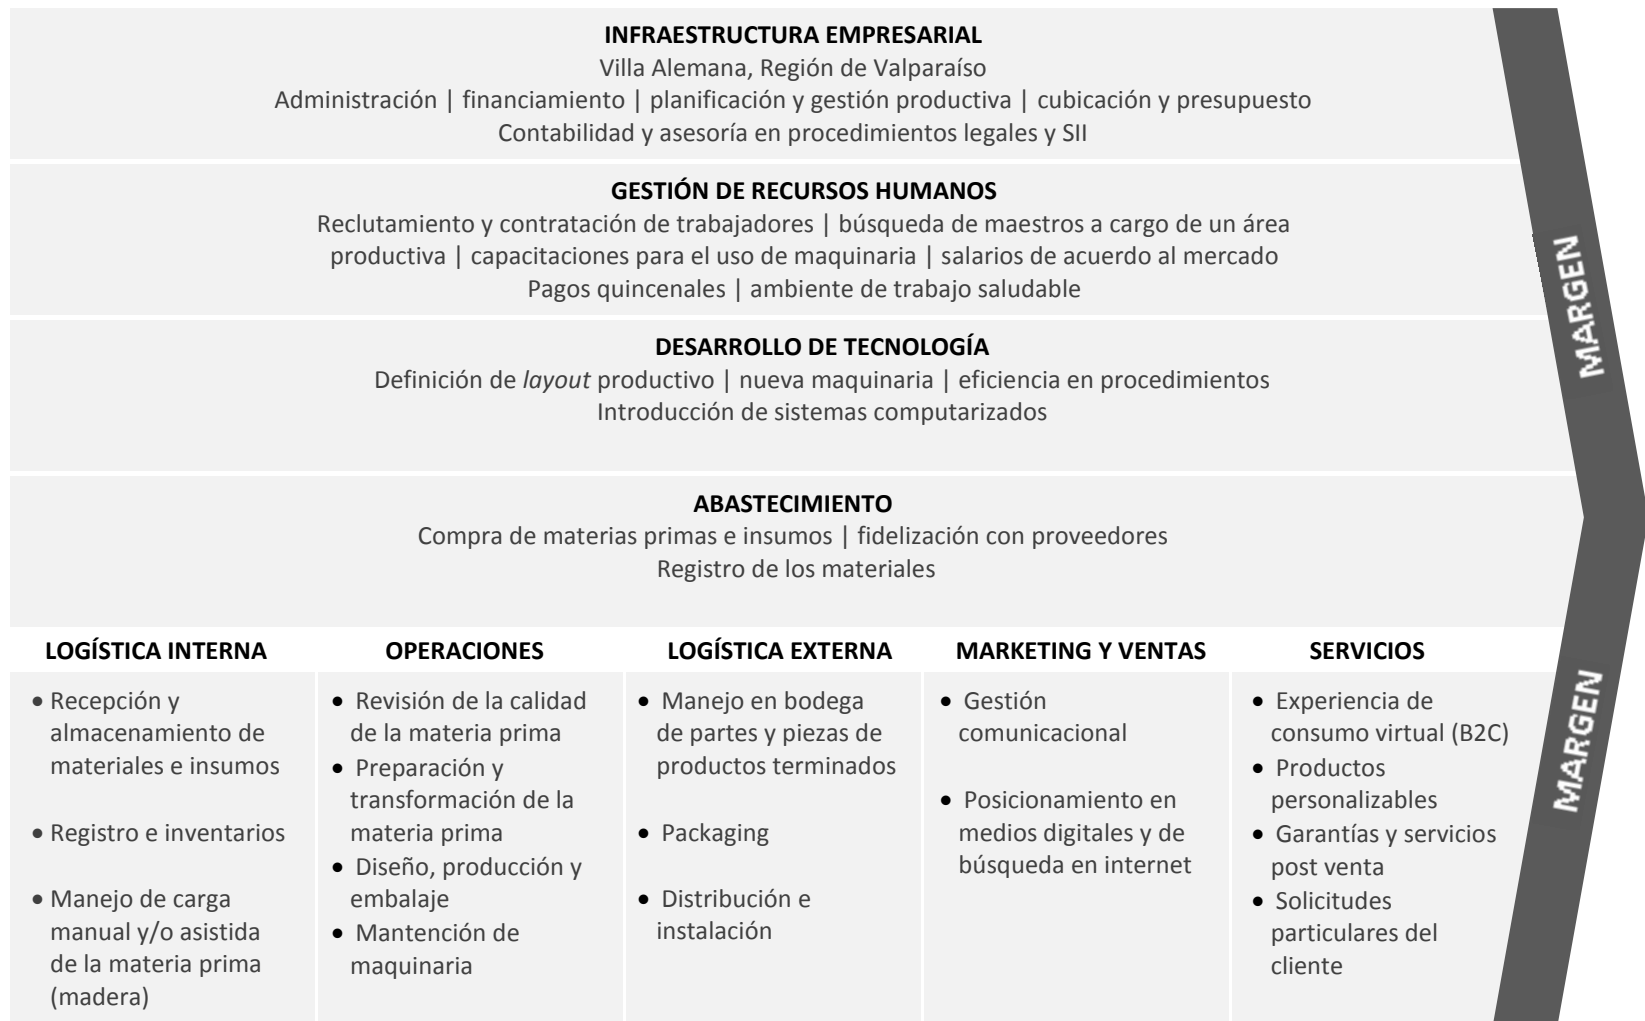 INFRAESTRUCTURA EMPRESARIAL
Villa Alemana, Región de Valparaíso
Administración | financiamiento | planificación y gestión productiva | cubicación y presupuesto
Contabilidad y asesoría en procedimientos legales y SII
GESTIÓN DE RECURSOS HUMANOS
Reclutamiento y contratación de trabajadores | búsqueda de maestros a cargo de un área
productiva | capacitaciones para el uso de maquinaria | salarios de acuerdo al mercado
Pagos quincenales | ambiente de trabajo saludable
DESARROLLO DE TECNOLOGÍA
Definición de layout productivo | nueva maquinaria | eficiencia en procedimientos
Introducción de sistemas computarizados
ABASTECIMIENTO
Compra de materias primas e insumos | fidelización con proveedores
Registro de los materiales
MARGEN
LOGÍSTICA INTERNA
• Recepción y
almacenamiento de
materiales e insumos
• Registro e inventarios
• Manejo de carga
manual y/o asistida
de la materia prima
(madera)
OPERACIONES
• Revisión de la calidad
de la materia prima
• Preparación y
transformación de la
materia prima
• Diseño, producción y
embalaje
• Mantención de
maquinaria
LOGÍSTICA EXTERNA
• Manejo en bodega
de partes y piezas de
productos terminados
• Packaging
• Distribución e
instalación
MARKETING Y VENTAS
• Gestión
comunicacional
• Posicionamiento en
medios digitales y de
búsqueda en internet
SERVICIOS
• Experiencia de
consumo virtual (B2C)
• Productos
personalizables
• Garantías y servicios
post venta
• Solicitudes
particulares del
cliente
MARGEN